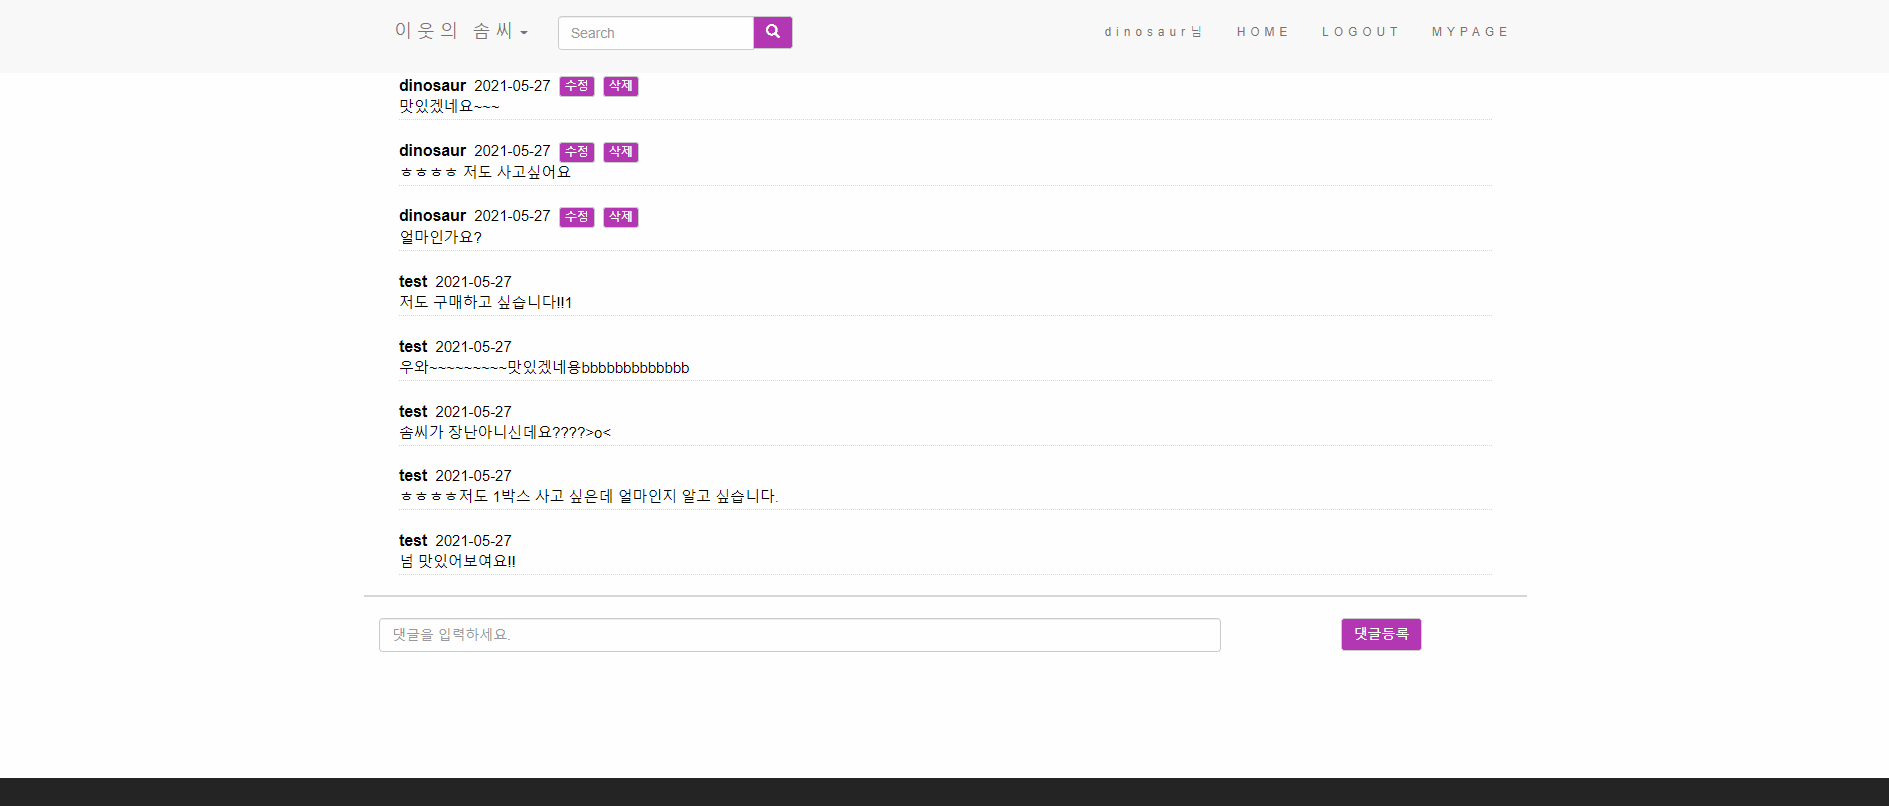 이웃의 솜씨 Search dinosaur님 HOME LOGOUT MYPAGE
dinosaur 2021-05-27 수정 삭제
맛있겠네요~~~
dinosaur 2021-05-27 수정 삭제
ㅎㅎㅎㅎ 저도 사고싶어요
dinosaur 2021-05-27 수정 삭제
얼마인가요?
test 2021-05-27
저도 구매하고 싶습니다!!1
test 2021-05-27
우와~~~~~~~~~맛있겠네용bbbbbbbbbbbbb
test 2021-05-27
솜씨가 장난아니신데요????>o<
test 2021-05-27
ㅎㅎㅎㅎ저도 1박스 사고 싶은데 얼마인지 알고 싶습니다.
test 2021-05-27
넘 맛있어보여요!!
댓글을 입력하세요. 댓글등록